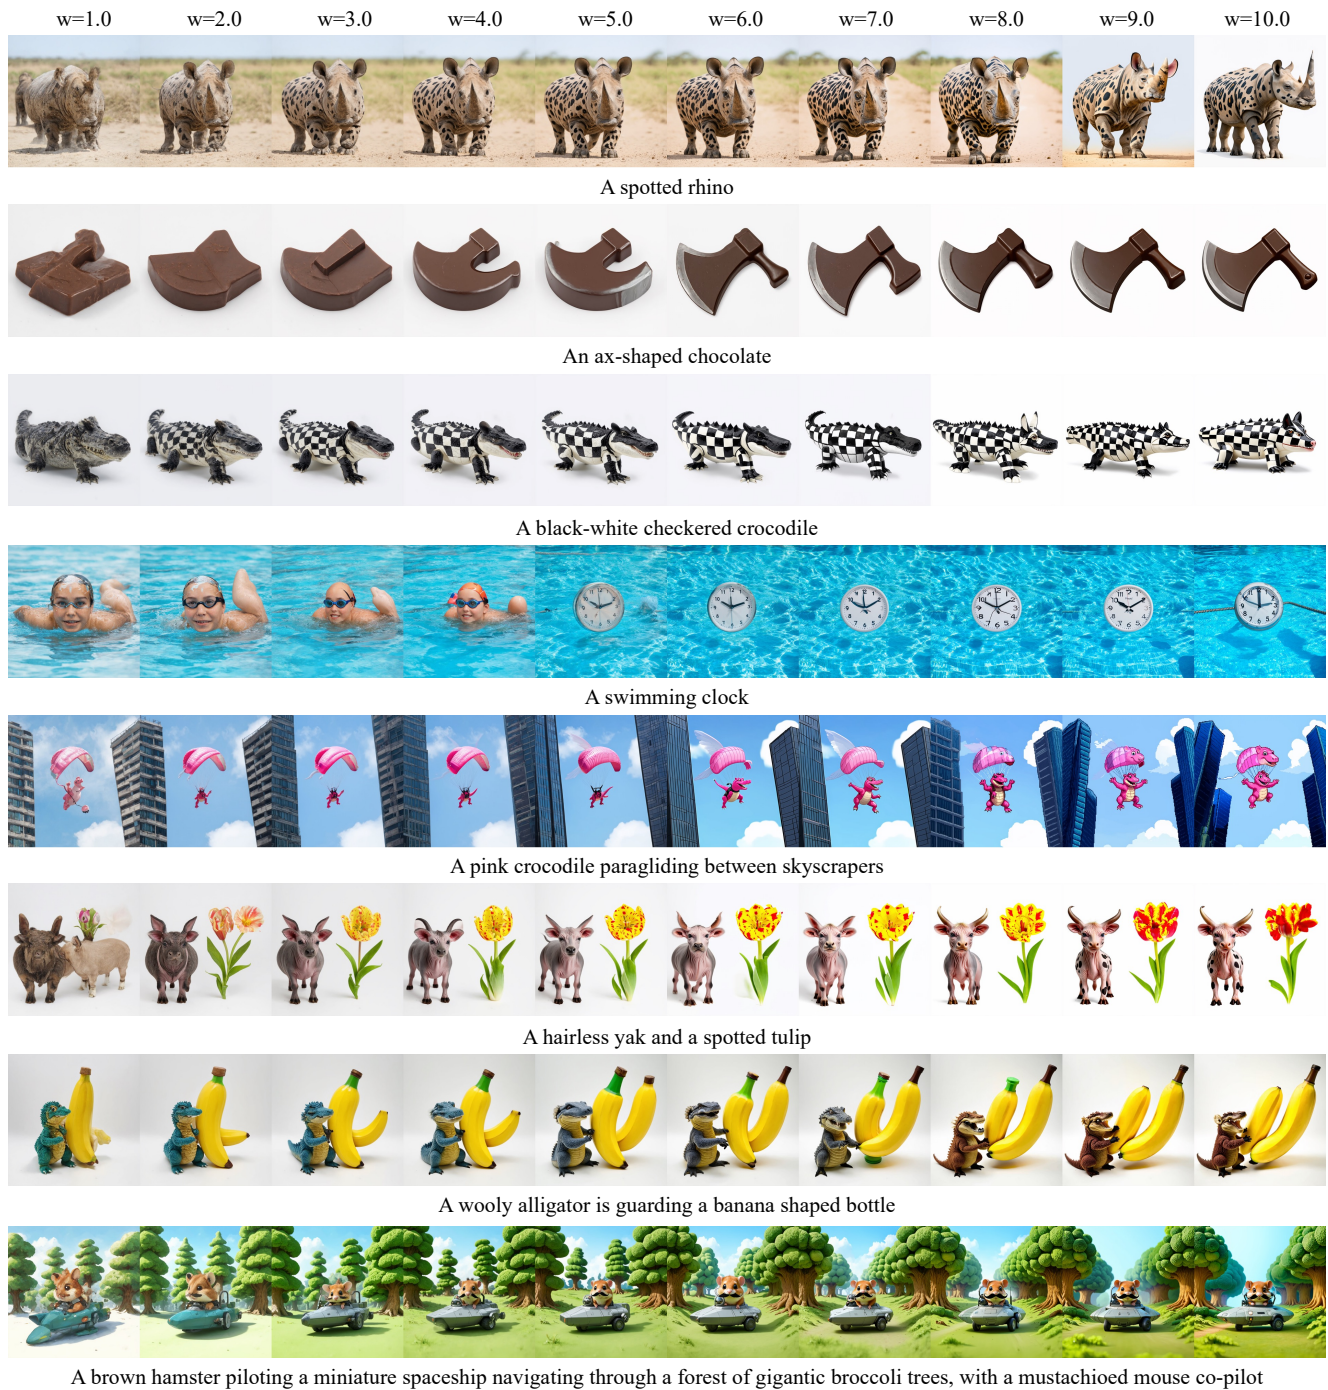 w=1.0 w=2.0 w=3.0 w=4.0 w=5.0 w=6.0 w=7.0 w=8.0 w=9.0 w=10.0
A spotted rhino
An ax-shaped chocolate
A black-white checkered crocodile
A swimming clock
A pink crocodile paragliding between skyscrapers
A hairless yak and a spotted tulip
A wooly alligator is guarding a banana shaped bottle
A brown hamster piloting a miniature spaceship navigating through a forest of gigantic broccoli trees, with a mustachioed mouse co-pilot